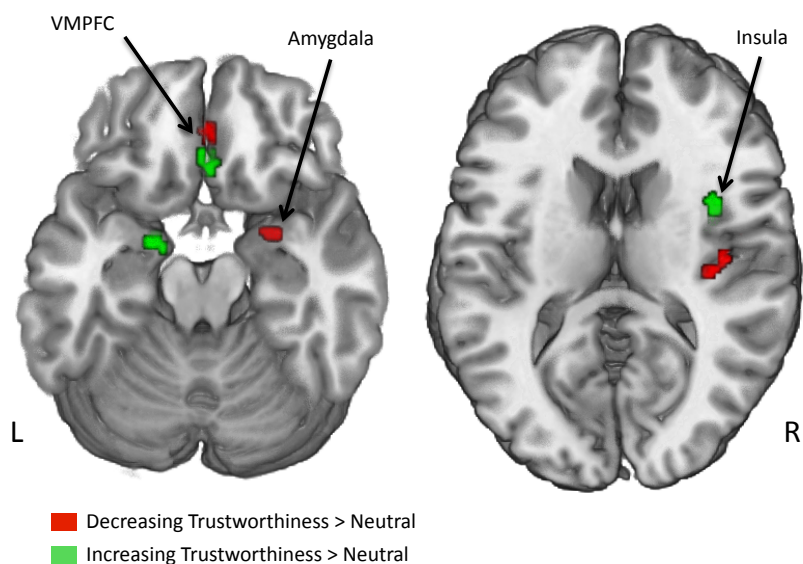 VMPFC
Amygdala
Insula
L
R
Decreasing Trustworthiness > Neutral
Increasing Trustworthiness > Neutral